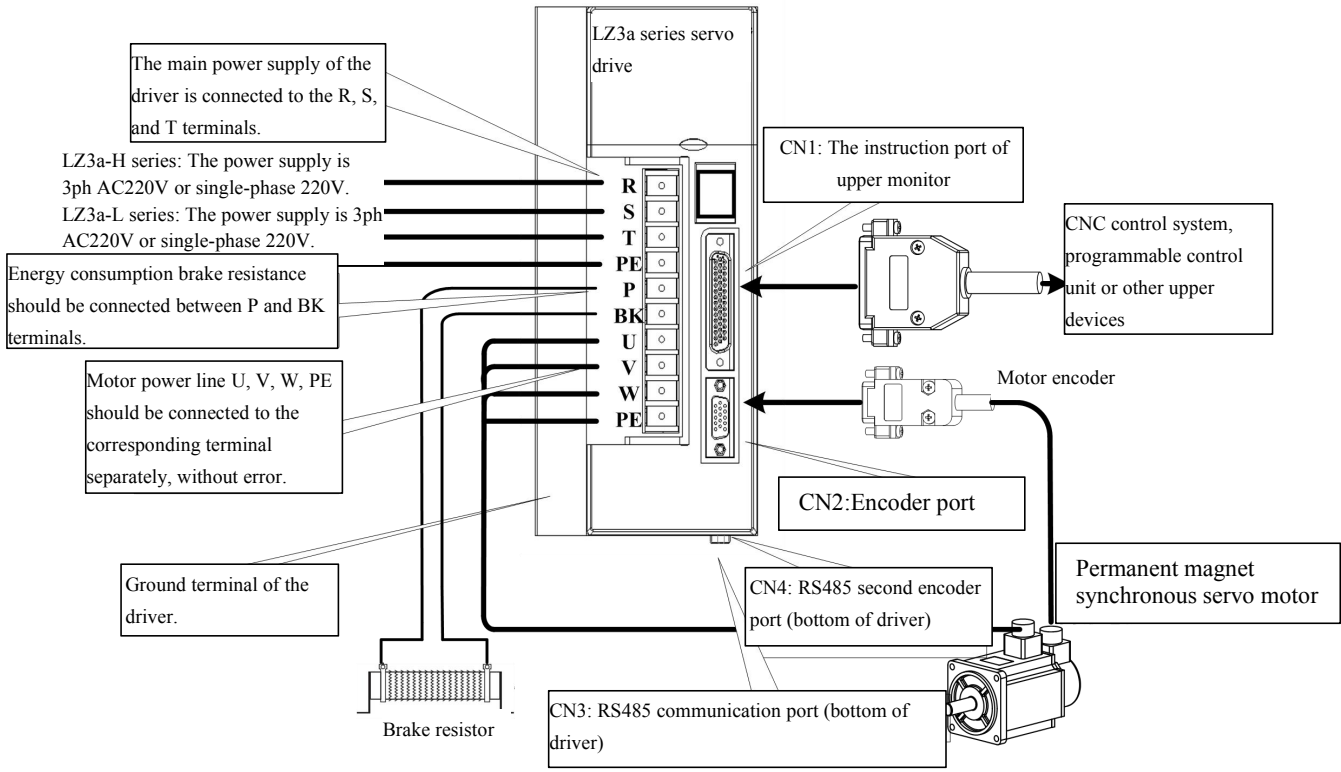 LZ3a series servo
drive
The main power supply of the
driver is connected to the R, S,
and T terminals.
LZ3a-H series: The power supply is
3ph AC220V or single-phase 220V.
LZ3a-L series: The power supply is 3ph
AC220V or single-phase 220V.
Energy consumption brake resistance
should be connected between P and BK
terminals.
Motor power line U, V, W, PE
should be connected to the
corresponding terminal
separately, without error.
Ground terminal of the
driver.
Brake resistor
R
S
T
PE
P
BK
U
V
W
PE
CN1: The instruction port of
upper monitor
CNC control system,
programmable control
unit or other upper
devices
Motor encoder
CN2:Encoder port
CN4: RS485 second encoder
port (bottom of driver)
Permanent magnet
synchronous servo motor
CN3: RS485 communication port (bottom of
driver)